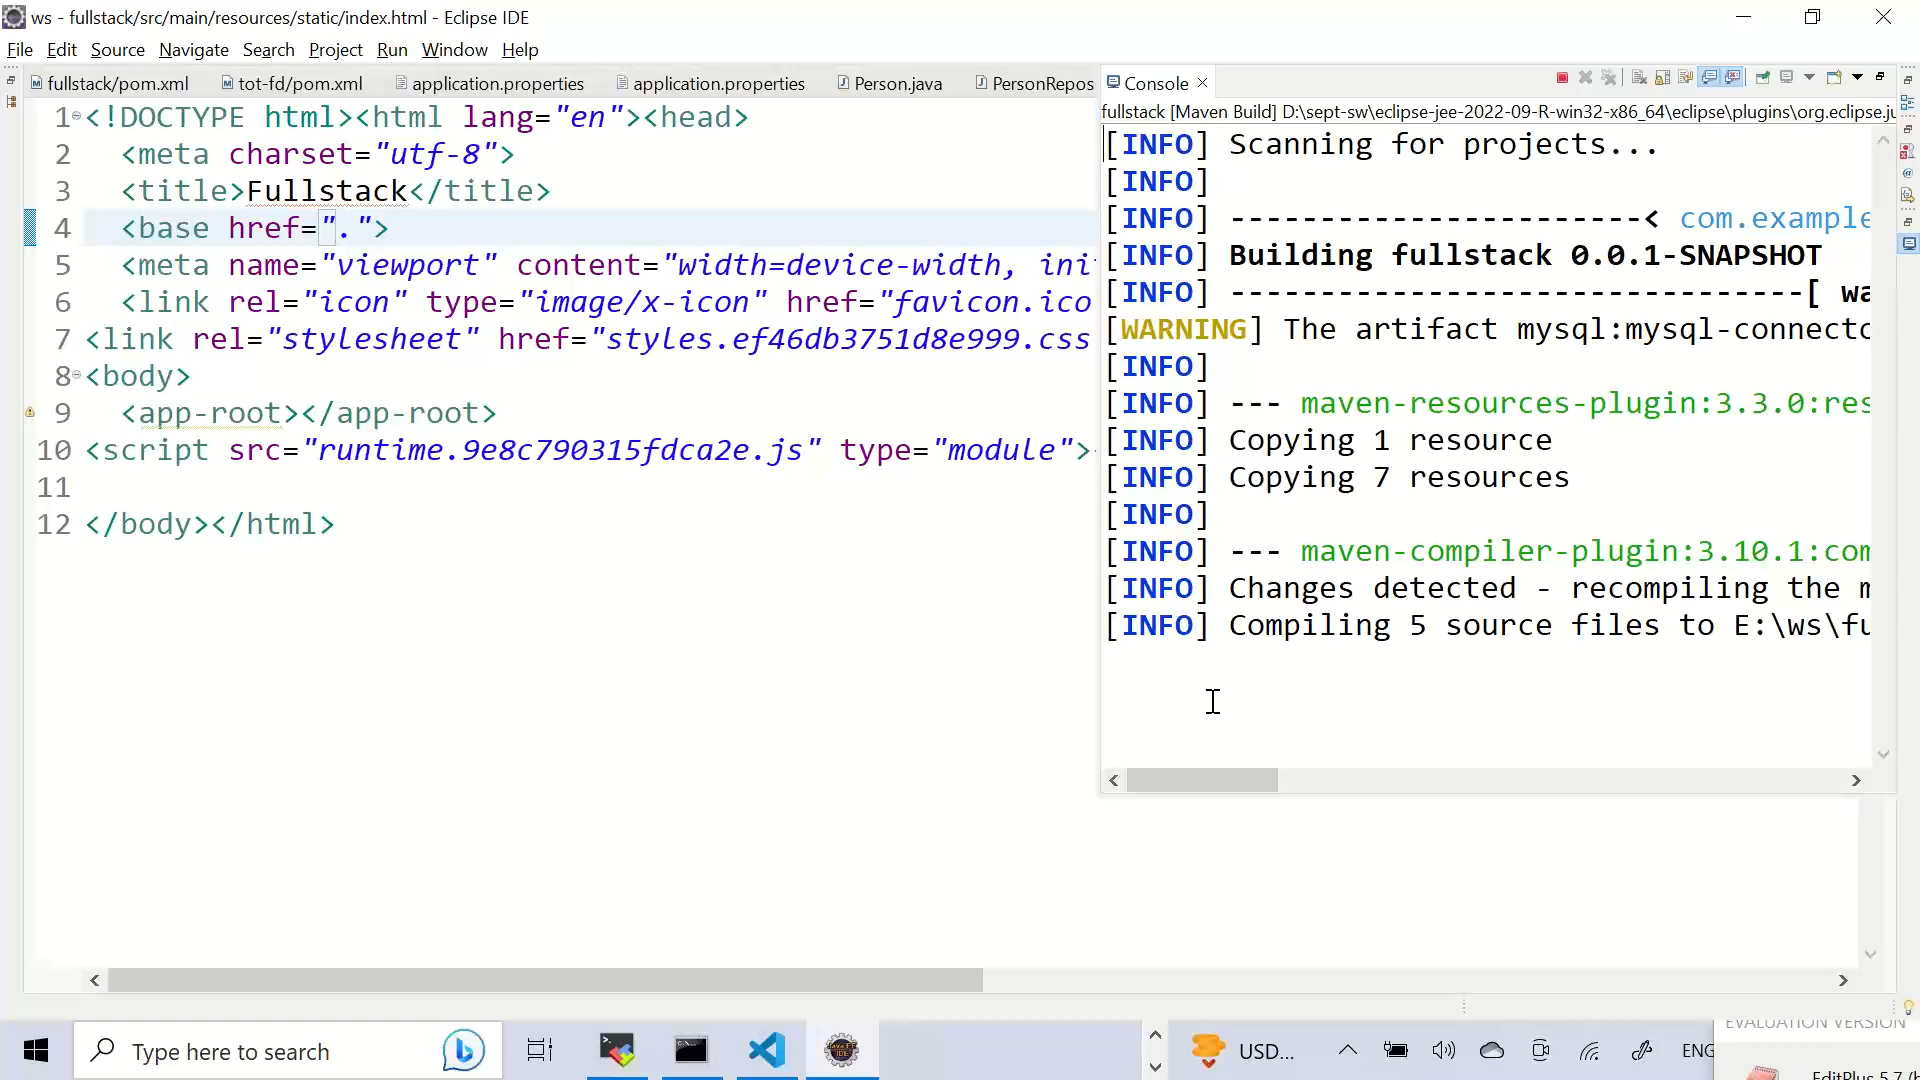 ws - fullstack/src/main/resources/static/index.html - Eclipse IDE
File Edit Source Navigate Search Project Run Window Help
fullstack/pom.xml tot-fd/pom.xml application.properties application.properties Person.java PersonRepos
1 <!DOCTYPE html><html lang="en"><head>
2 <meta charset="utf-8">
3 <title>Fullstack</title>
4 <base href=".">
5 <meta name="viewport" content="width=device-width, ini
6 <link rel="icon" type="image/x-icon" href="favicon.ico
7 <link rel="stylesheet" href="styles.ef46db3751d8e999.css
8 <body>
9 <app-root></app-root>
10 <script src="runtime.9e8c790315fdca2e.js" type="module">
11
12 </body></html>
Console
fullstack [Maven Build] D:\sept-sw\eclipse-jee-2022-09-R-win32-x86_64\eclipse\plugins\org.eclipse.ju
[INFO] Scanning for projects...
[INFO]
[INFO] -----------------------< com.example
[INFO] Building fullstack 0.0.1-SNAPSHOT
[INFO] --------------------------------[ wa
[WARNING] The artifact mysql:mysql-connecto
[INFO]
[INFO] --- maven-resources-plugin:3.3.0:res
[INFO] Copying 1 resource
[INFO] Copying 7 resources
[INFO]
[INFO] --- maven-compiler-plugin:3.10.1:com
[INFO] Changes detected - recompiling the m
[INFO] Compiling 5 source files to E:\ws\fu
Type here to search
USD...
ENG
EVALUATION VERSION
EditPlus 5.7